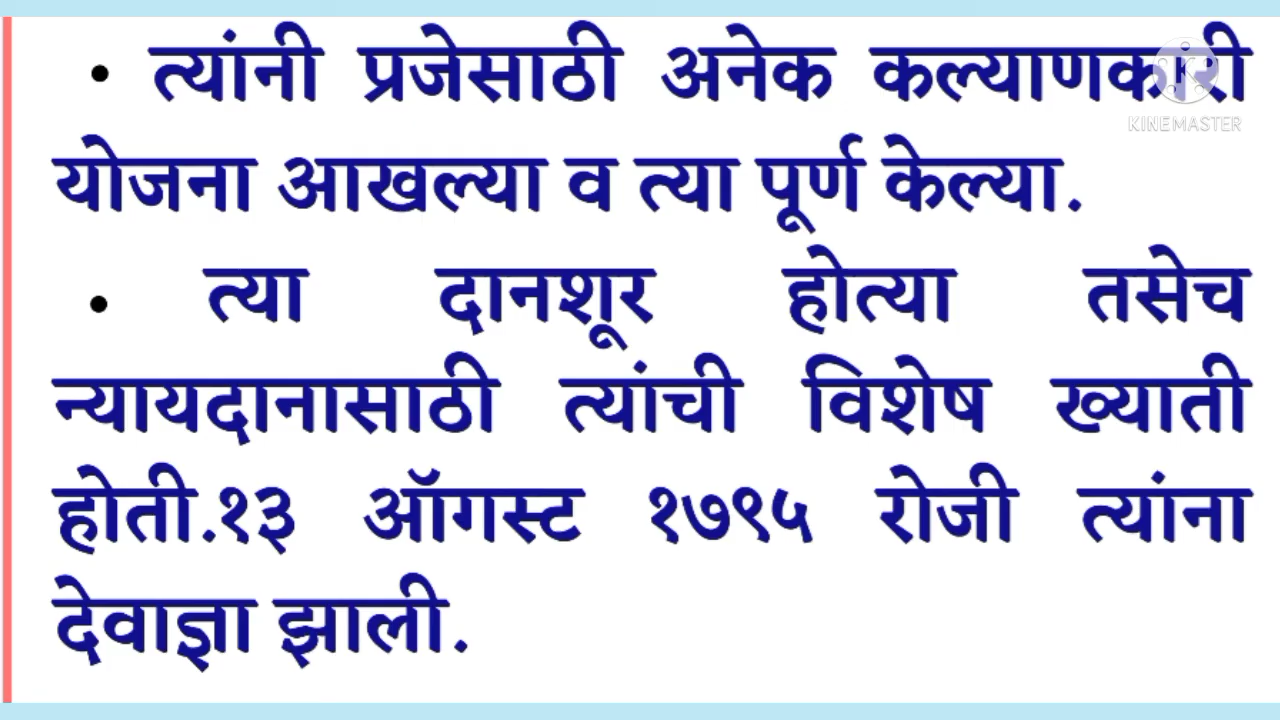 • त्यांनी प्रजेसाठी अनेक कल्याणकारी
KINEMASTER
योजना आखल्या व त्या पूर्ण केल्या.
• त्या दानशूर होत्या तसेच
न्यायदानासाठी त्यांची विशेष ख्याती
होती.१३ ऑगस्ट १७९५ रोजी त्यांना
देवाज्ञा झाली.